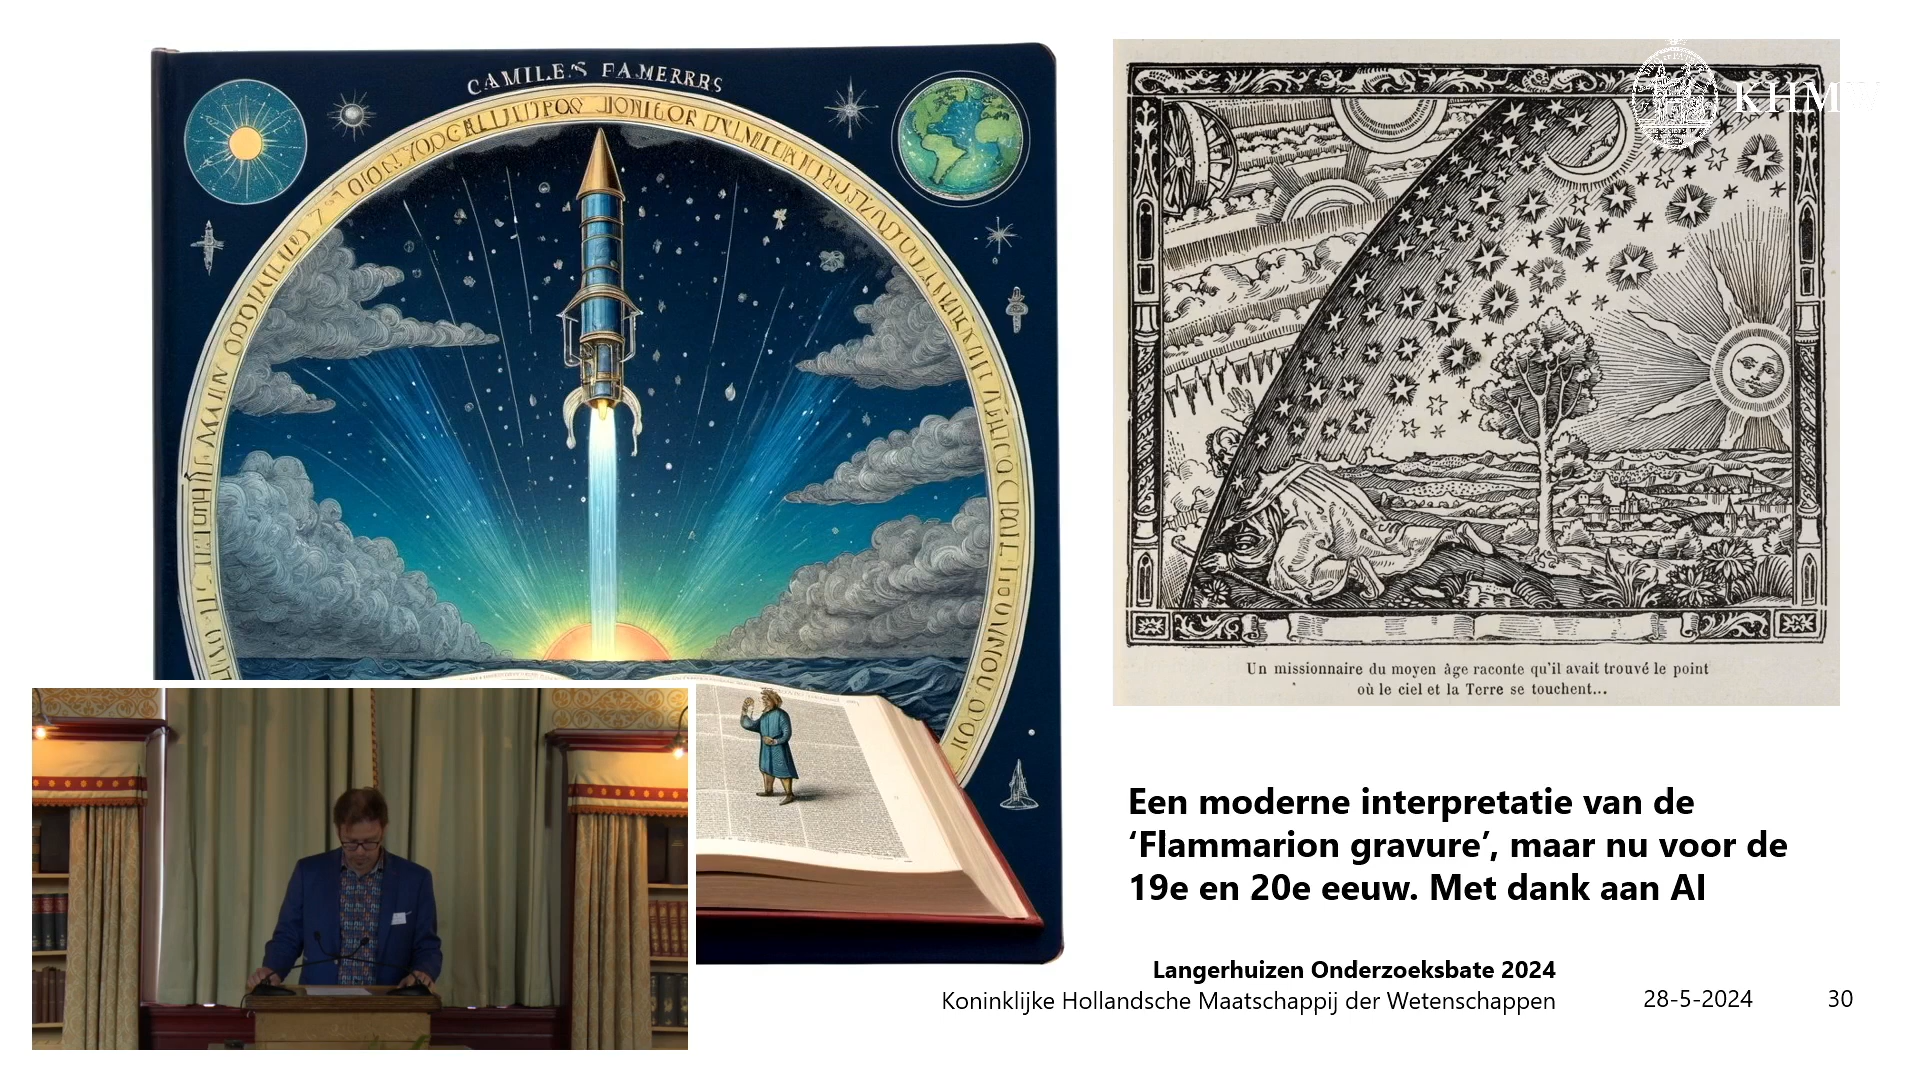 CAMILE'S FAMERRS
KHMW
Un missionnaire du moyen âge raconte qu'il avait trouvé le point
où le ciel et la Terre se touchent...
Een moderne interpretatie van de
‘Flammarion gravure’, maar nu voor de
19e en 20e eeuw. Met dank aan AI
Langerhuizen Onderzoeksbate 2024
Koninklijke Hollandsche Maatschappij der Wetenschappen
28-5-2024
30